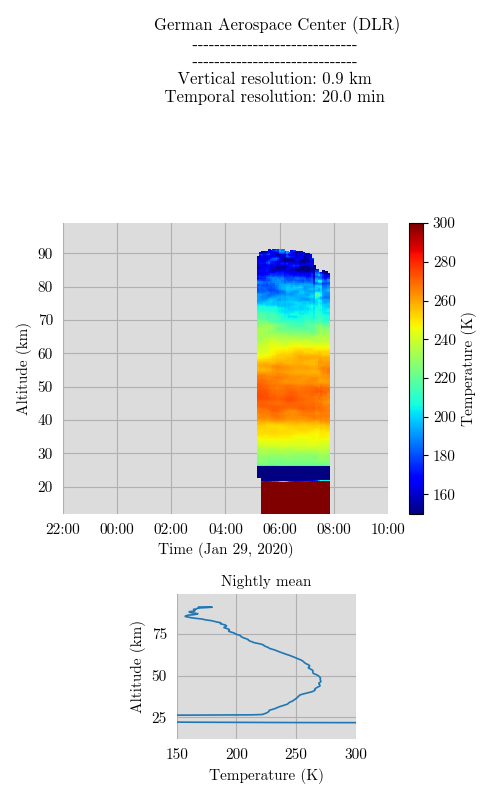 German Aerospace Center (DLR)
------------------------------
------------------------------
Vertical resolution: 0.9 km
Temporal resolution: 20.0 min
90
80
70
60
50
40
30
20
Altitude (km)
22:00 00:00 02:00 04:00 06:00 08:00 10:00
Time (Jan 29, 2020)
300
280
260
240
220
200
180
160
Temperature (K)
Nightly mean
75
50
25
Altitude (km)
150 200 250 300
Temperature (K)